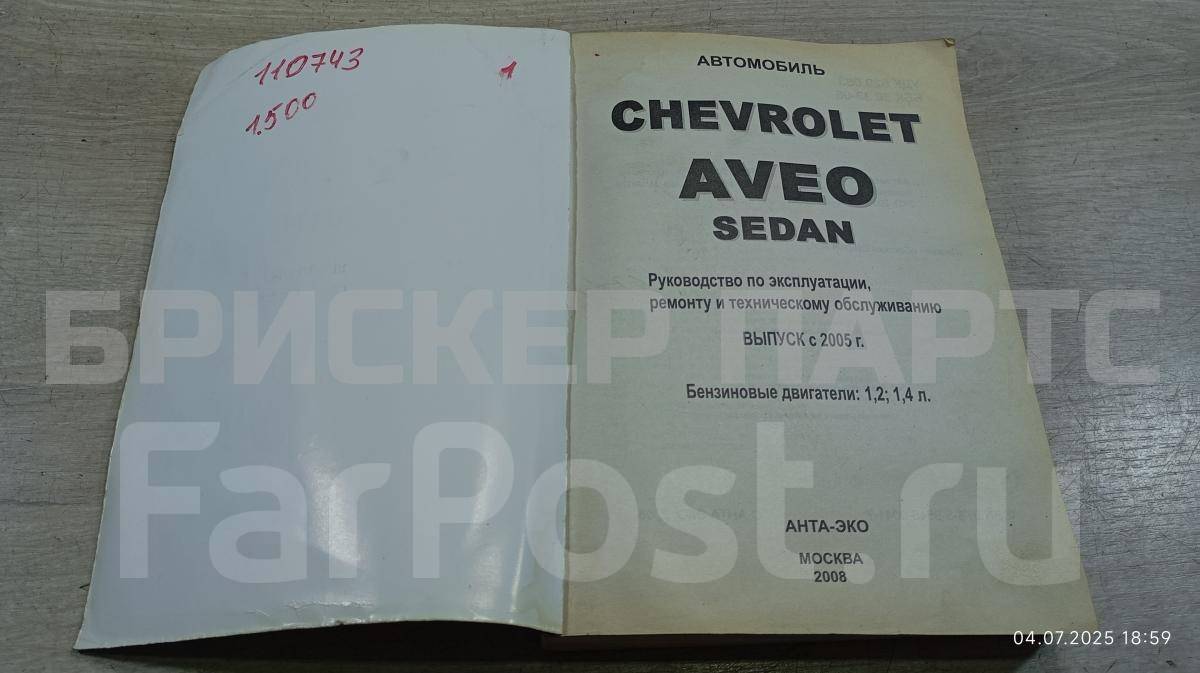 110743
1
1.500
АВТОМОБИЛЬ
CHEVROLET
AVEO
SEDAN
Руководство по эксплуатации,
ремонту и техническому обслуживанию
ВЫПУСК с 2005 г.
Бензиновые двигатели: 1,2; 1,4 л.
АНТА-ЭКО
МОСКВА
2008
БРИСКЕР ПАРТС
FarPost.ru
04.07.2025 18:59